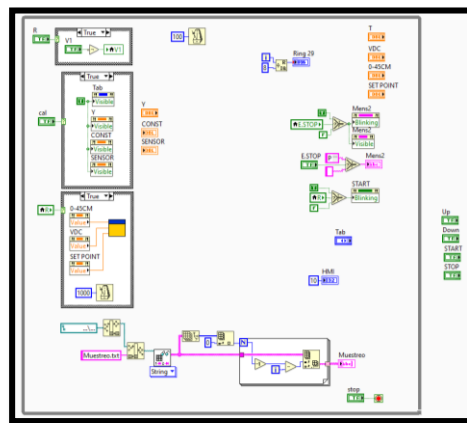 True
R
V1
V1
100
Ring 29
T
VDC
0-45CM
SET POINT
True
Tab
Visible
Y
Visible
CONST
Visible
SENSOR
Visible
cal
Y
CONST
SENSOR
Mens2
Blinking
Mens2
Visible
E.STOP
E.STOP
Mens2
START
Blinking
R
True
R
0-45CM
Value
VDC
Value
SET POINT
Value
1000
Tab
HMI
10
Up
Down
START
STOP
Muestreo.txt
String
0
N
i
Muestreo
stop